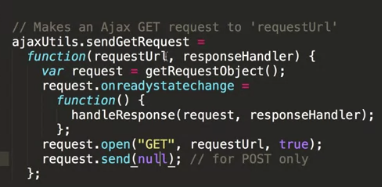 // Makes an Ajax GET request to 'requestUrl'
ajaxUtils.sendGetRequest =
function(requestUrl, responseHandler) {
var request = getRequestObject();
request.onreadystatechange =
function() {
handleResponse(request, responseHandler);
};
request.open("GET", requestUrl, true);
request.send(null); // for POST only
};